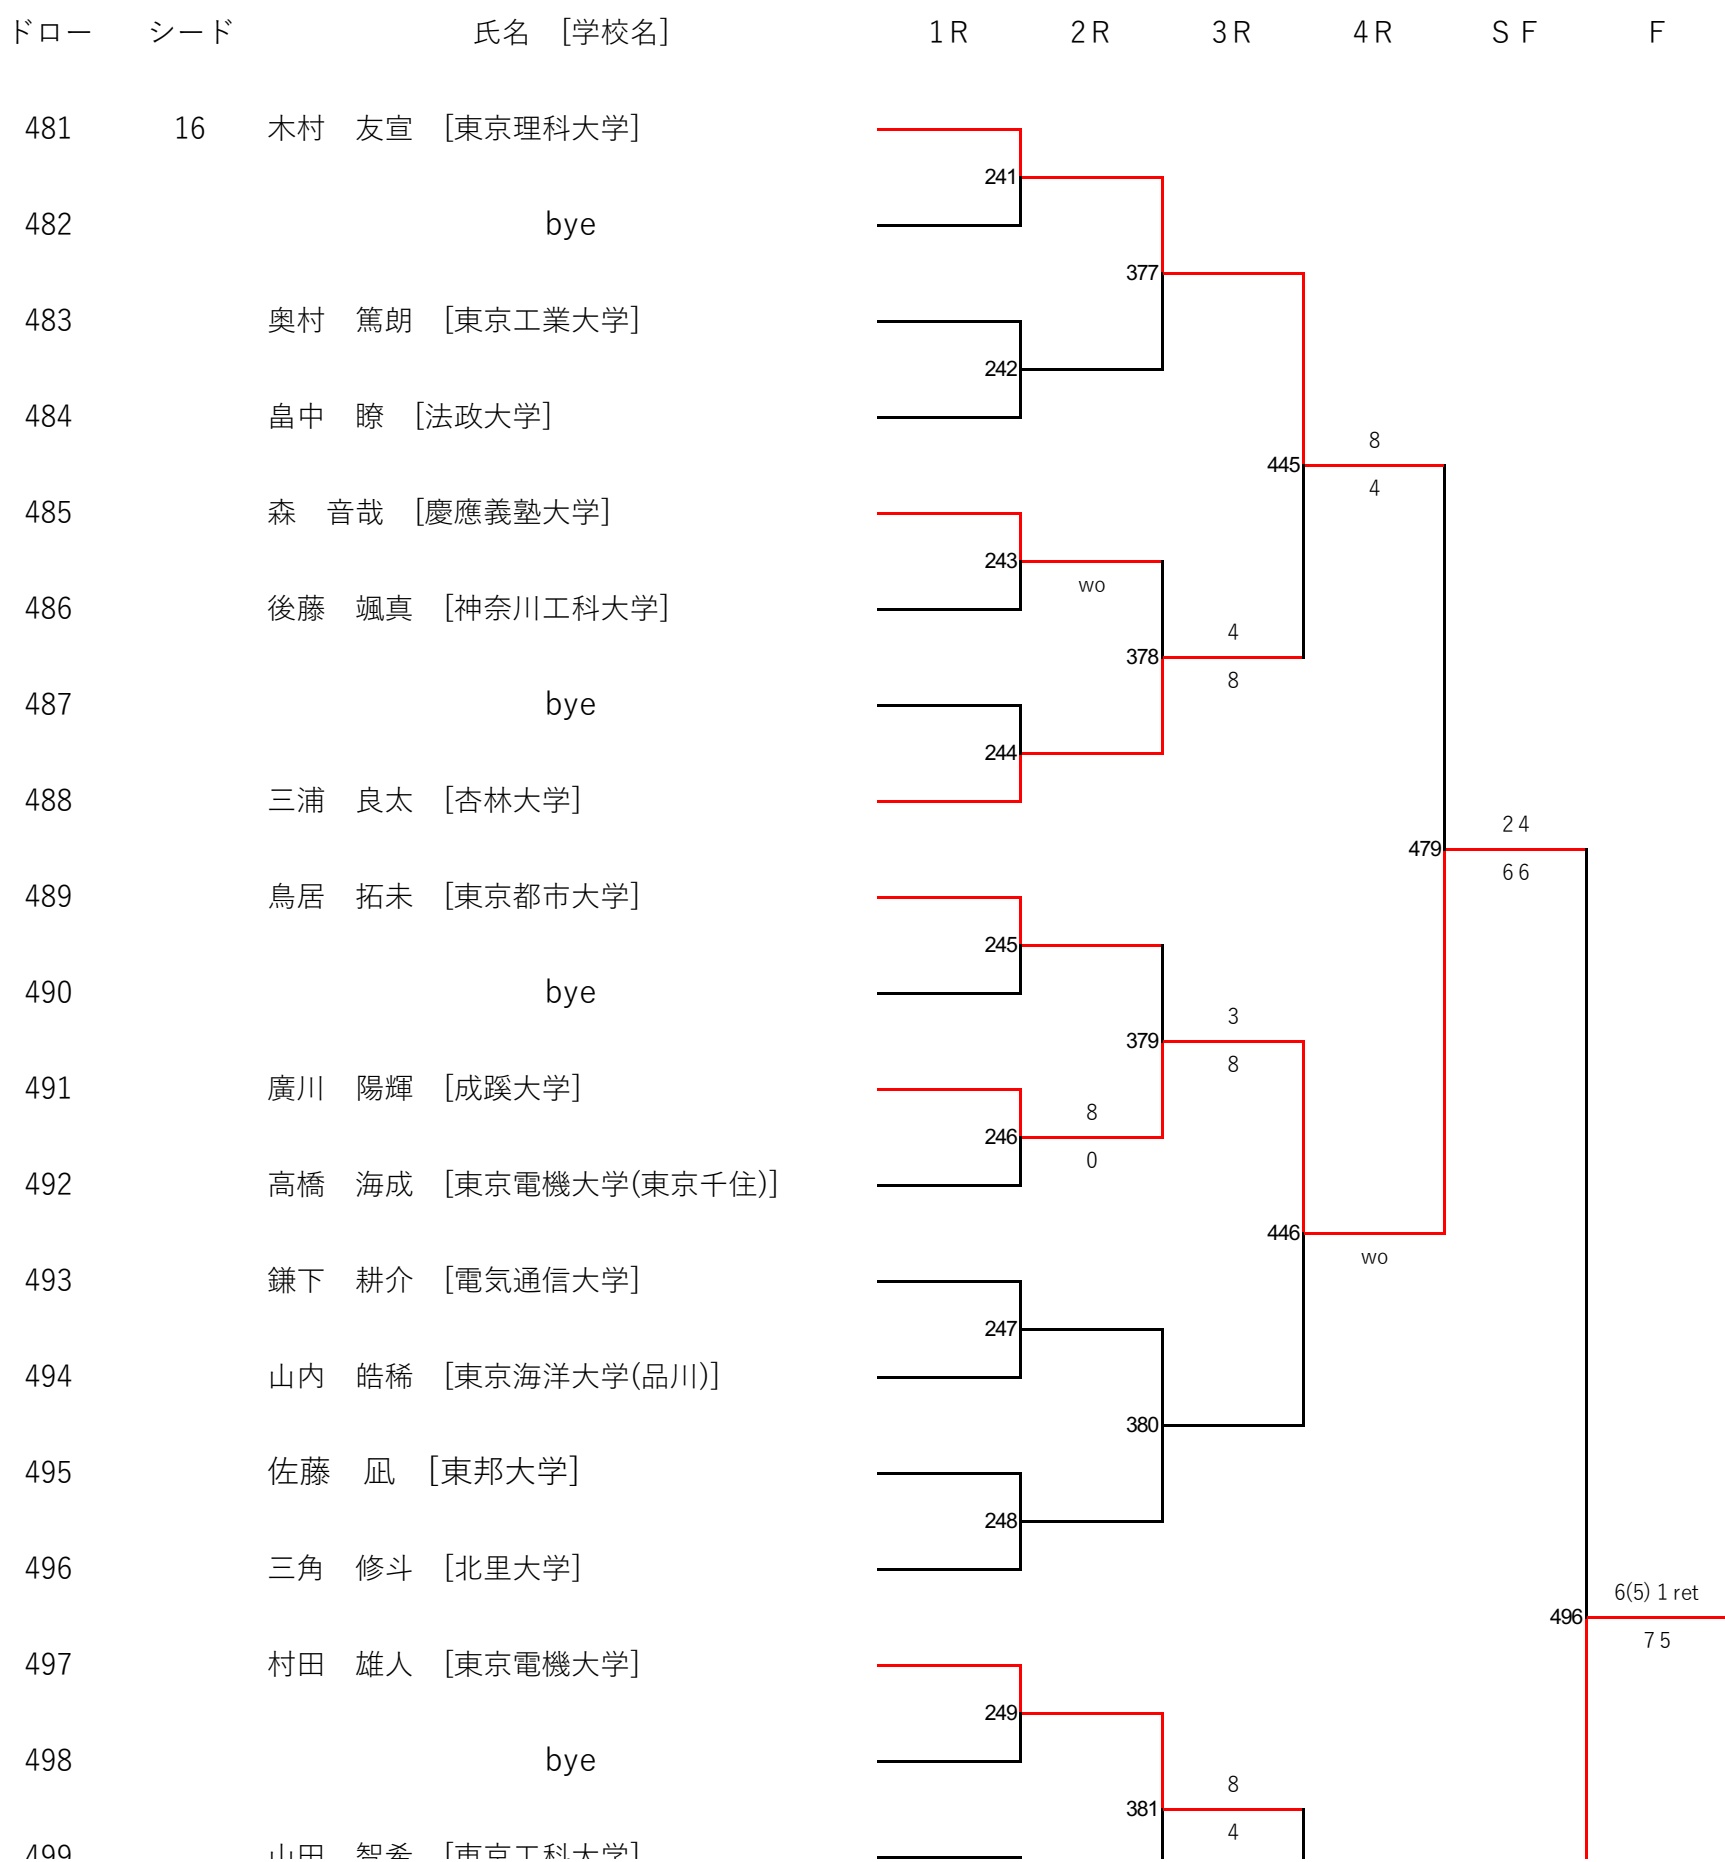 ドロー シード 氏名 [学校名] 1R 2R 3R 4R SF F
481 16 木村 友宣 [東京理科大学]
241
482 bye
377
483 奥村 篤朗 [東京工業大学]
242
484 畠中 瞭 [法政大学]
8
445
4
485 森 音哉 [慶應義塾大学]
243
wo
486 後藤 颯真 [神奈川工科大学]
4
378
8
487 bye
244
488 三浦 良太 [杏林大学]
2 4
479
6 6
489 鳥居 拓未 [東京都市大学]
245
490 bye
3
379
8
491 廣川 陽輝 [成蹊大学]
8
246
0
492 高橋 海成 [東京電機大学(東京千住)]
446
wo
493 鎌下 耕介 [電気通信大学]
247
494 山内 皓稀 [東京海洋大学(品川)]
380
495 佐藤 凪 [東邦大学]
248
496 三角 修斗 [北里大学]
6(5) 1 ret
496
7 5
497 村田 雄人 [東京電機大学]
249
498 bye
8
381
4
499 山田 智希 [東京工科大学]